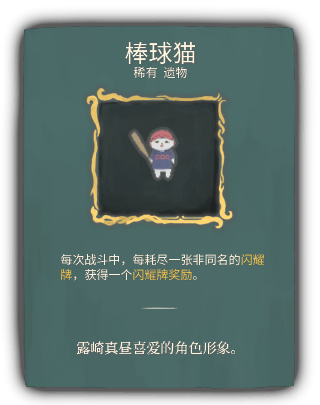 棒球猫
稀有 遗物
每次战斗中，每耗尽一张非同名的闪耀
牌，获得一个闪耀牌奖励。
露崎真昼喜爱的角色形象。